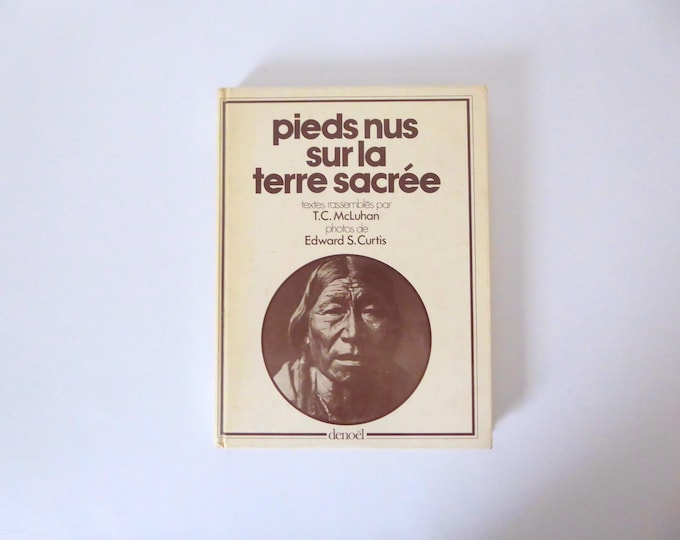 pieds nus
sur la
terre sacrée
textes rassemblés par
T.C. McLuhan
photos de
Edward S. Curtis
denoël